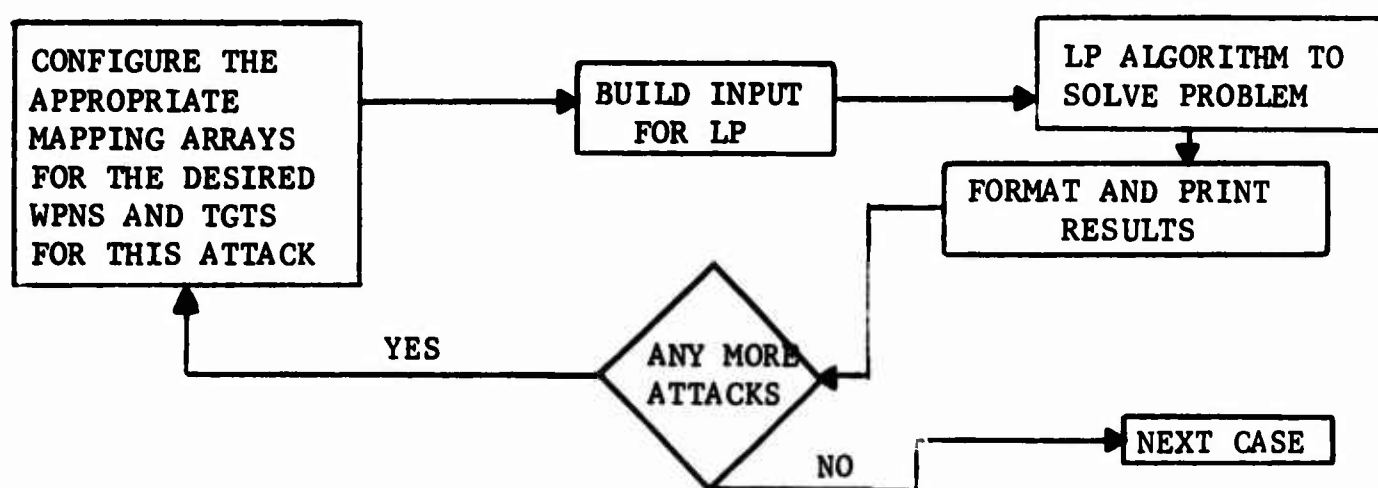 CONFIGURE THE
APPROPRIATE
MAPPING ARRAYS
FOR THE DESIRED
WPNS AND TGTS
FOR THIS ATTACK
BUILD INPUT
FOR LP
LP ALGORITHM TO
SOLVE PROBLEM
FORMAT AND PRINT
RESULTS
ANY MORE
ATTACKS
YES
NO
NEXT CASE